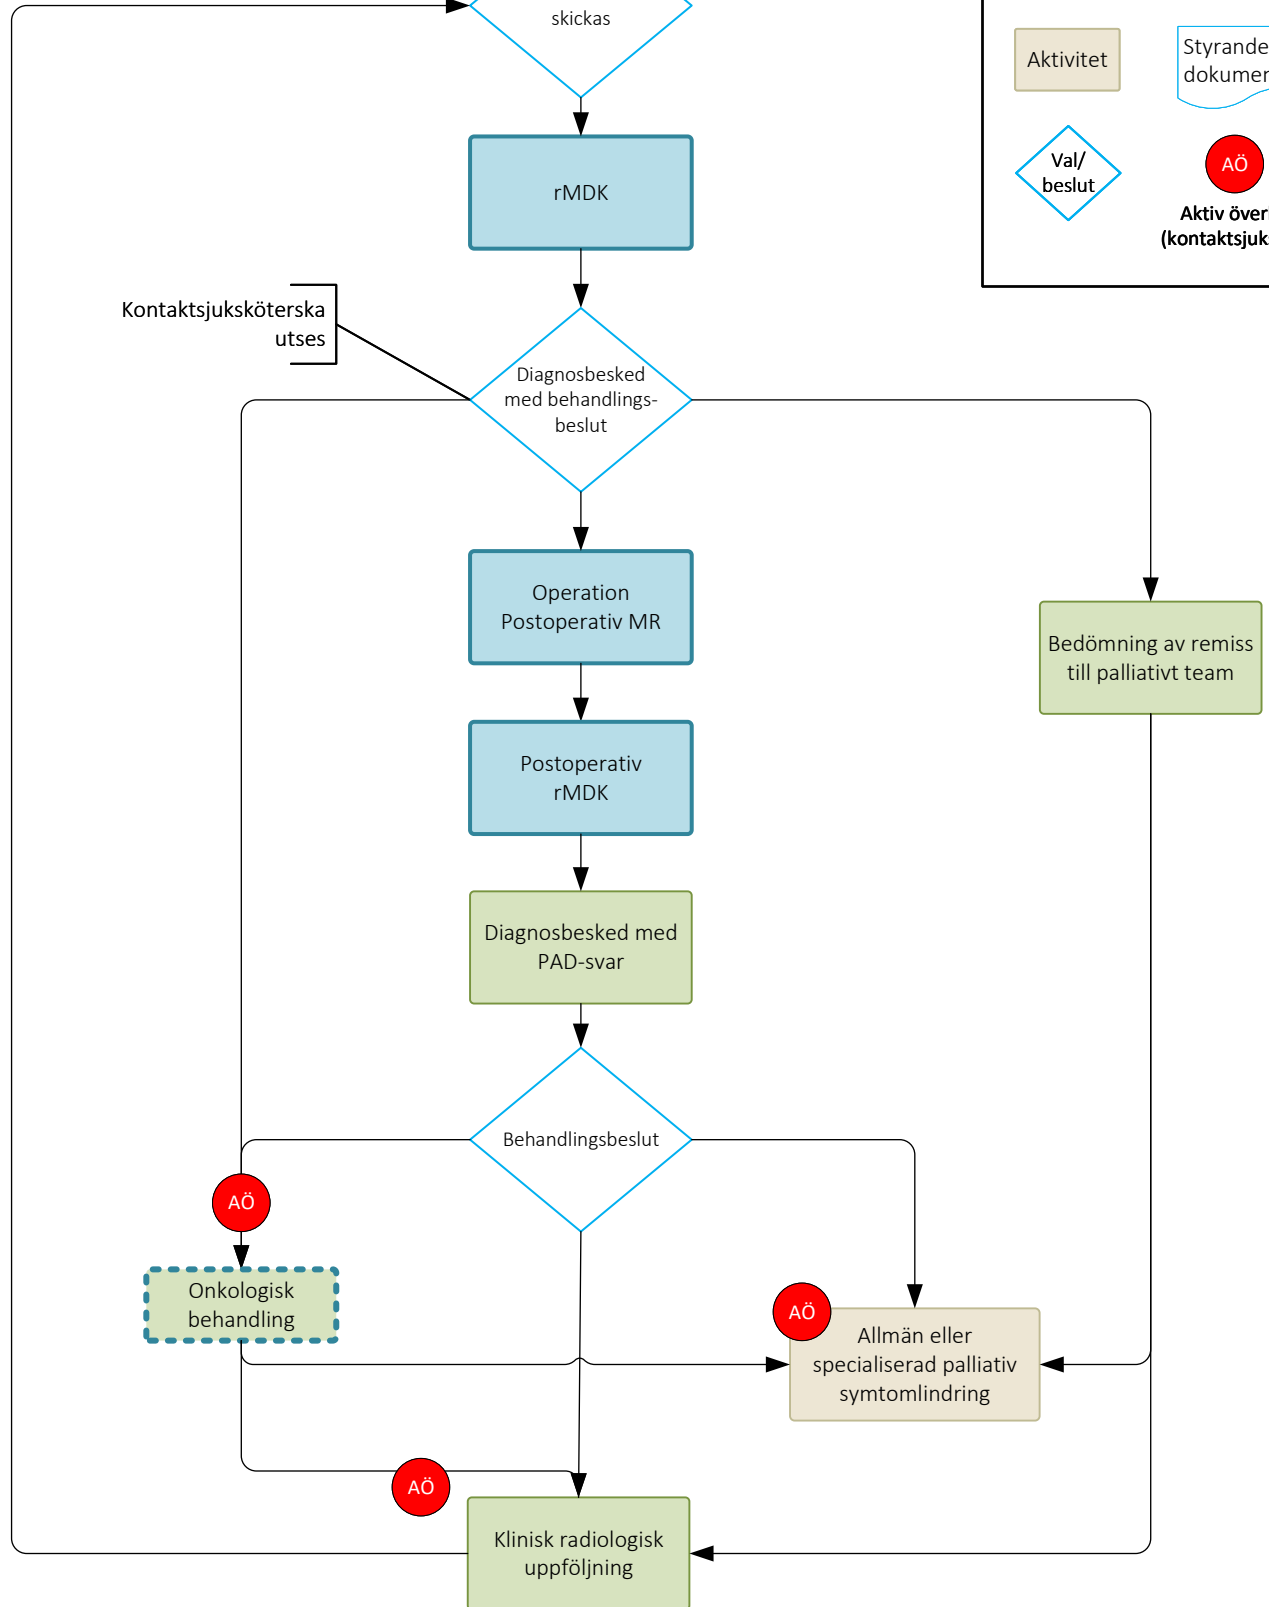 skickas
Aktivitet
Styrande
dokumen
Val/
beslut
AÖ
Aktiv över
(kontaktsjuks
rMDK
Kontaktsjuksköterska
utses
Diagnosbesked
med behandlings-
beslut
Operation
Postoperativ MR
Bedömning av remiss
till palliativt team
Postoperativ
rMDK
Diagnosbesked med
PAD-svar
Behandlingsbeslut
AÖ
Onkologisk
behandling
AÖ
Allmän eller
specialiserad palliativ
symtomlindring
AÖ
Klinisk radiologisk
uppföljning